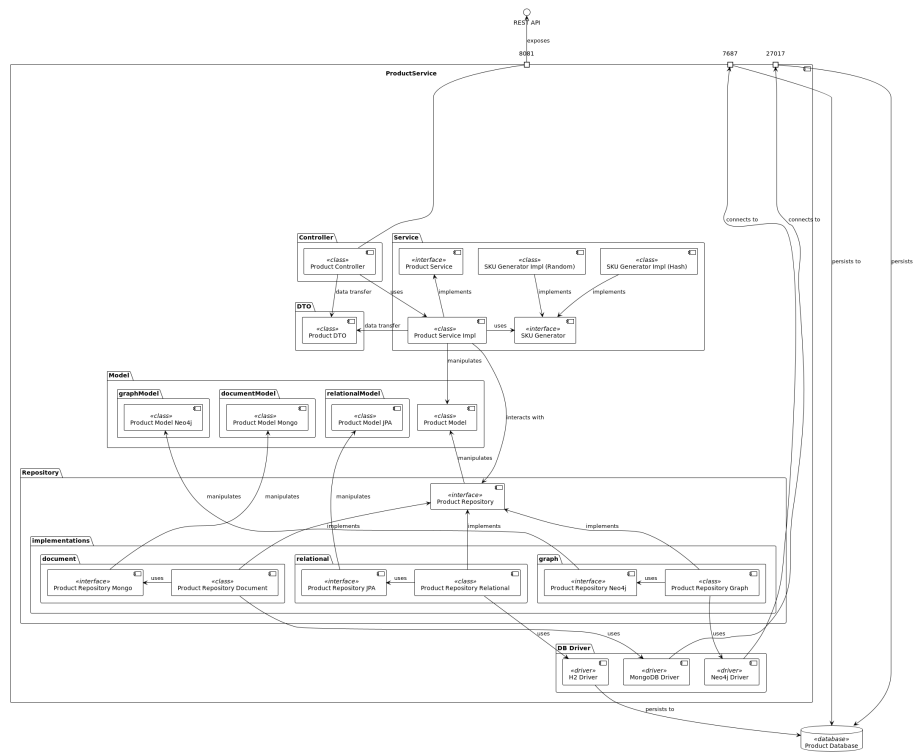 REST API
exposes
8081
7687
27017
ProductService
connects to
connects to
persists to
persists
Controller
«class»
Product Controller
Service
«interface»
Product Service
«class»
SKU Generator Impl (Random)
«class»
SKU Generator Impl (Hash)
data transfer
uses
implements
implements
implements
DTO
«class»
Product DTO
data transfer
«class»
Product Service Impl
uses
«interface»
SKU Generator
manipulates
interacts with
Model
graphModel
«class»
Product Model Neo4j
documentModel
«class»
Product Model Mongo
relationalModel
«class»
Product Model JPA
«class»
Product Model
manipulates
Repository
«interface»
Product Repository
manipulates
manipulates
manipulates
implements
implements
implements
implementations
document
«interface»
Product Repository Mongo
uses
«class»
Product Repository Document
relational
«interface»
Product Repository JPA
uses
«class»
Product Repository Relational
graph
«interface»
Product Repository Neo4j
uses
«class»
Product Repository Graph
uses
uses
uses
DB Driver
«driver»
H2 Driver
«driver»
MongoDB Driver
«driver»
Neo4j Driver
persists to
«database»
Product Database